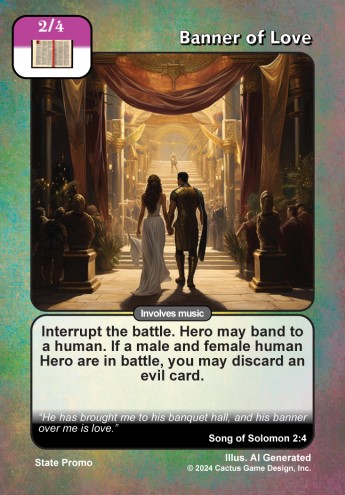 2/4
Banner of Love
Involves music
Interrupt the battle. Hero may band to
a human. If a male and female human
Hero are in battle, you may discard an
evil card.
"He has brought me to his banquet hall, and his banner
over me is love."
Song of Solomon 2:4
State Promo
Illus. AI Generated
© 2024 Cactus Game Design, Inc.